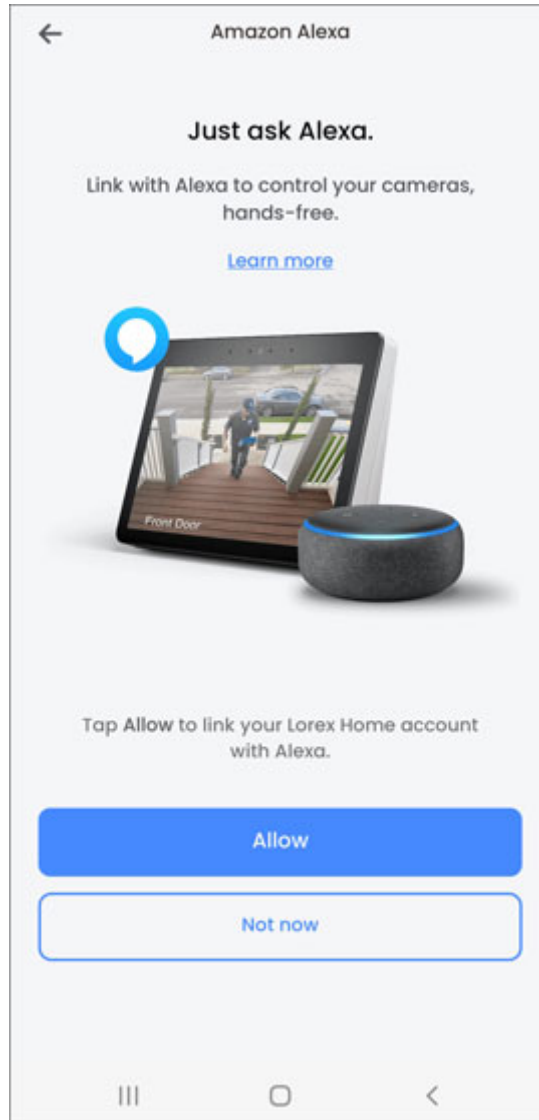 Amazon Alexa
Just ask Alexa.
Link with Alexa to control your cameras,
hands-free.
Learn more
Front Door
Tap Allow to link your Lorex Home account
with Alexa.
Allow
Not now